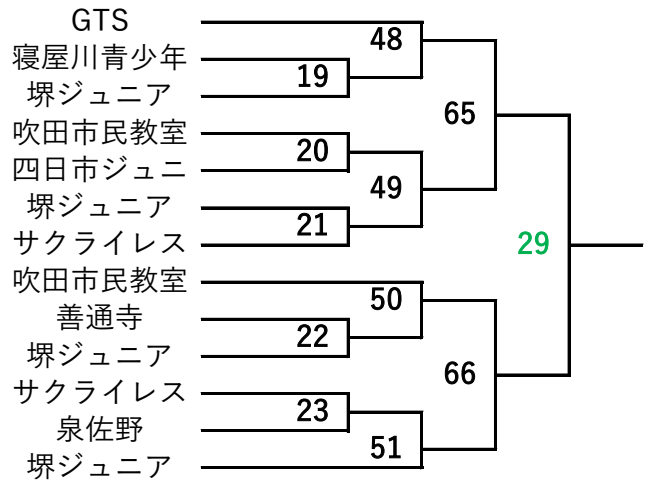 GTS
48
寝屋川青少年
19
堺ジュニア
65
吹田市民教室
20
四日市ジュニ
49
堺ジュニア
21
サクライレス
29
吹田市民教室
50
善通寺
22
堺ジュニア
66
サクライレス
23
泉佐野
51
堺ジュニア